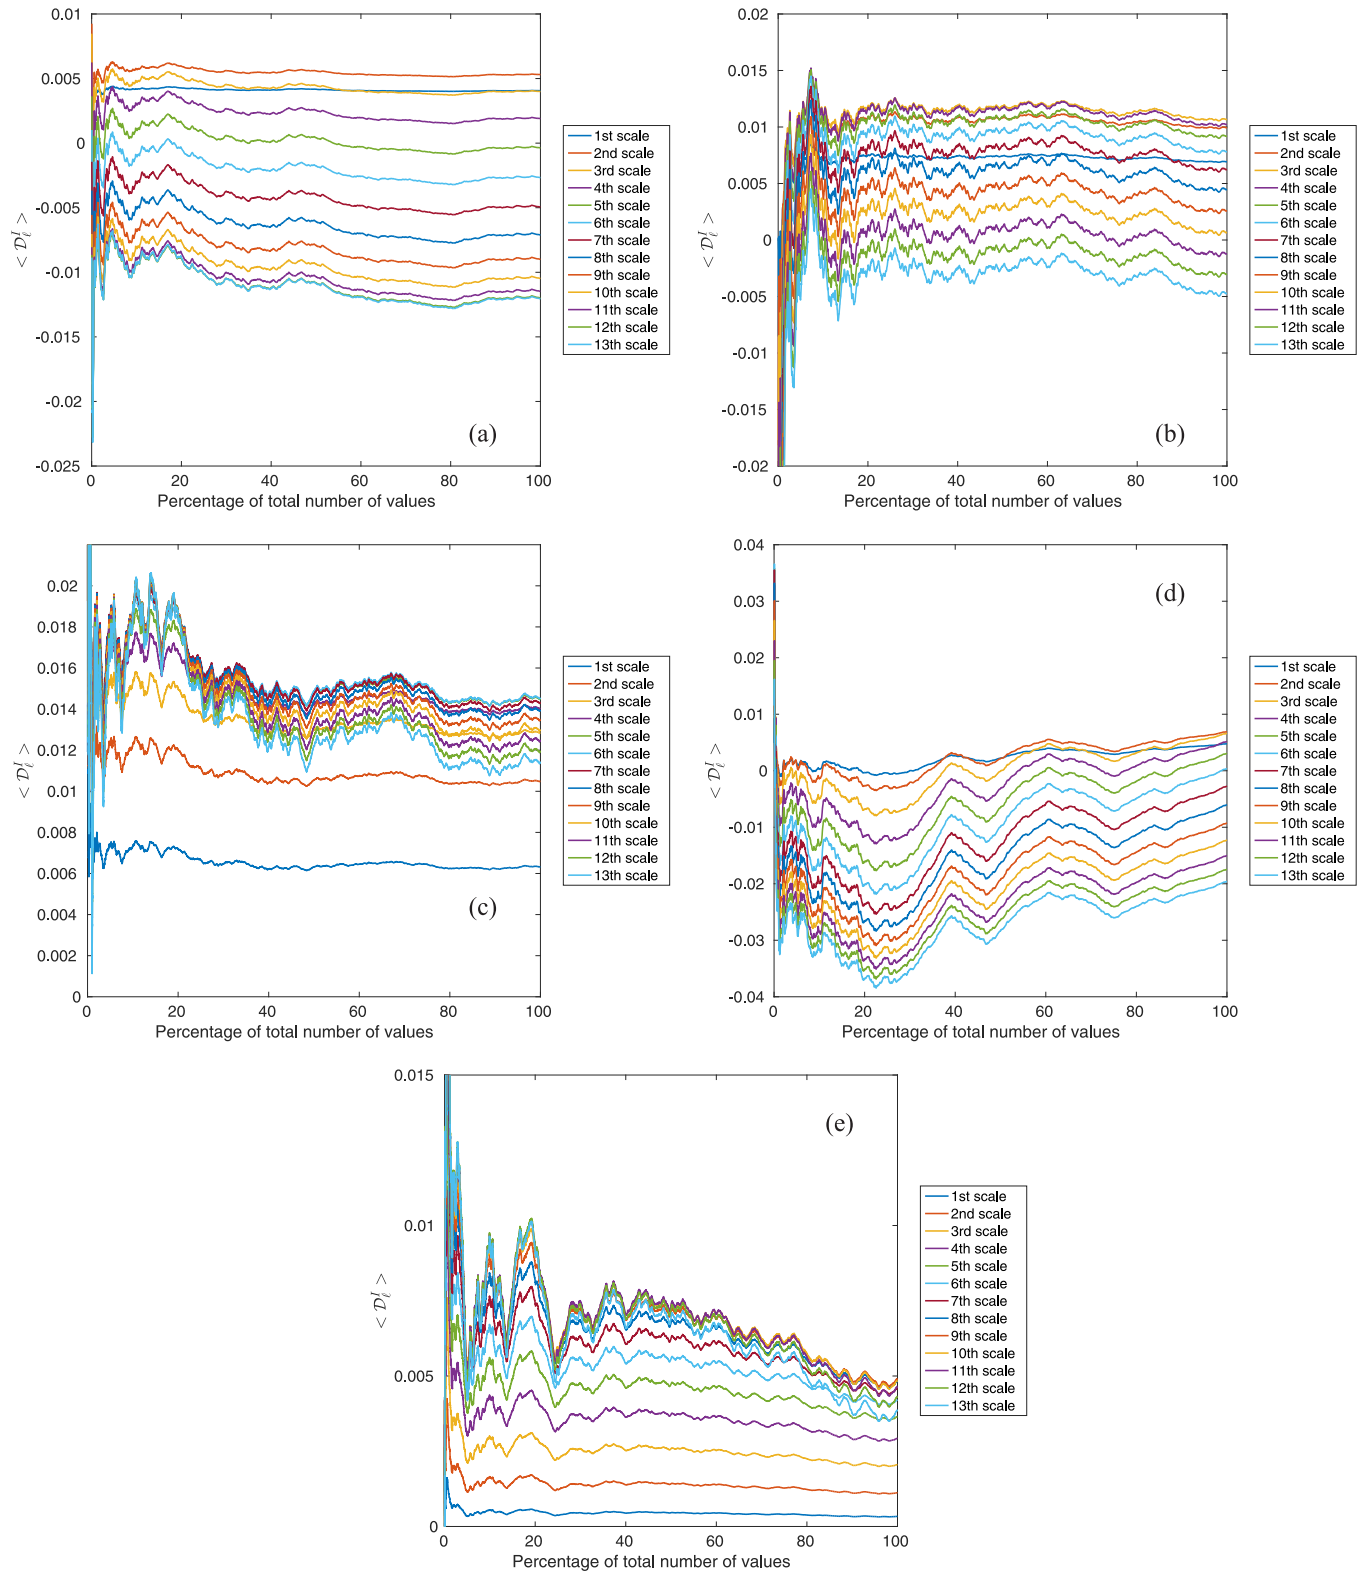 0.01
0.005
0
-0.005
-0.01
-0.015
-0.02
-0.025
< 𝒟ℓᴵ >
(a)
0 20 40 60 80 100
Percentage of total number of values
1st scale
2nd scale
3rd scale
4th scale
5th scale
6th scale
7th scale
8th scale
9th scale
10th scale
11th scale
12th scale
13th scale
0.02
0.015
0.01
0.005
0
-0.005
-0.01
-0.015
-0.02
< 𝒟ℓᴵ >
(b)
0 20 40 60 80 100
Percentage of total number of values
1st scale
2nd scale
3rd scale
4th scale
5th scale
6th scale
7th scale
8th scale
9th scale
10th scale
11th scale
12th scale
13th scale
0.02
0.018
0.016
0.014
0.012
0.01
0.008
0.006
0.004
0.002
0
< 𝒟ℓᴵ >
(c)
0 20 40 60 80 100
Percentage of total number of values
1st scale
2nd scale
3rd scale
4th scale
5th scale
6th scale
7th scale
8th scale
9th scale
10th scale
11th scale
12th scale
13th scale
0.04
0.03
0.02
0.01
0
-0.01
-0.02
-0.03
-0.04
< 𝒟ℓᴵ >
(d)
0 20 40 60 80 100
Percentage of total number of values
1st scale
2nd scale
3rd scale
4th scale
5th scale
6th scale
7th scale
8th scale
9th scale
10th scale
11th scale
12th scale
13th scale
0.015
0.01
0.005
0
< 𝒟ℓᴵ >
(e)
0 20 40 60 80 100
Percentage of total number of values
1st scale
2nd scale
3rd scale
4th scale
5th scale
6th scale
7th scale
8th scale
9th scale
10th scale
11th scale
12th scale
13th scale